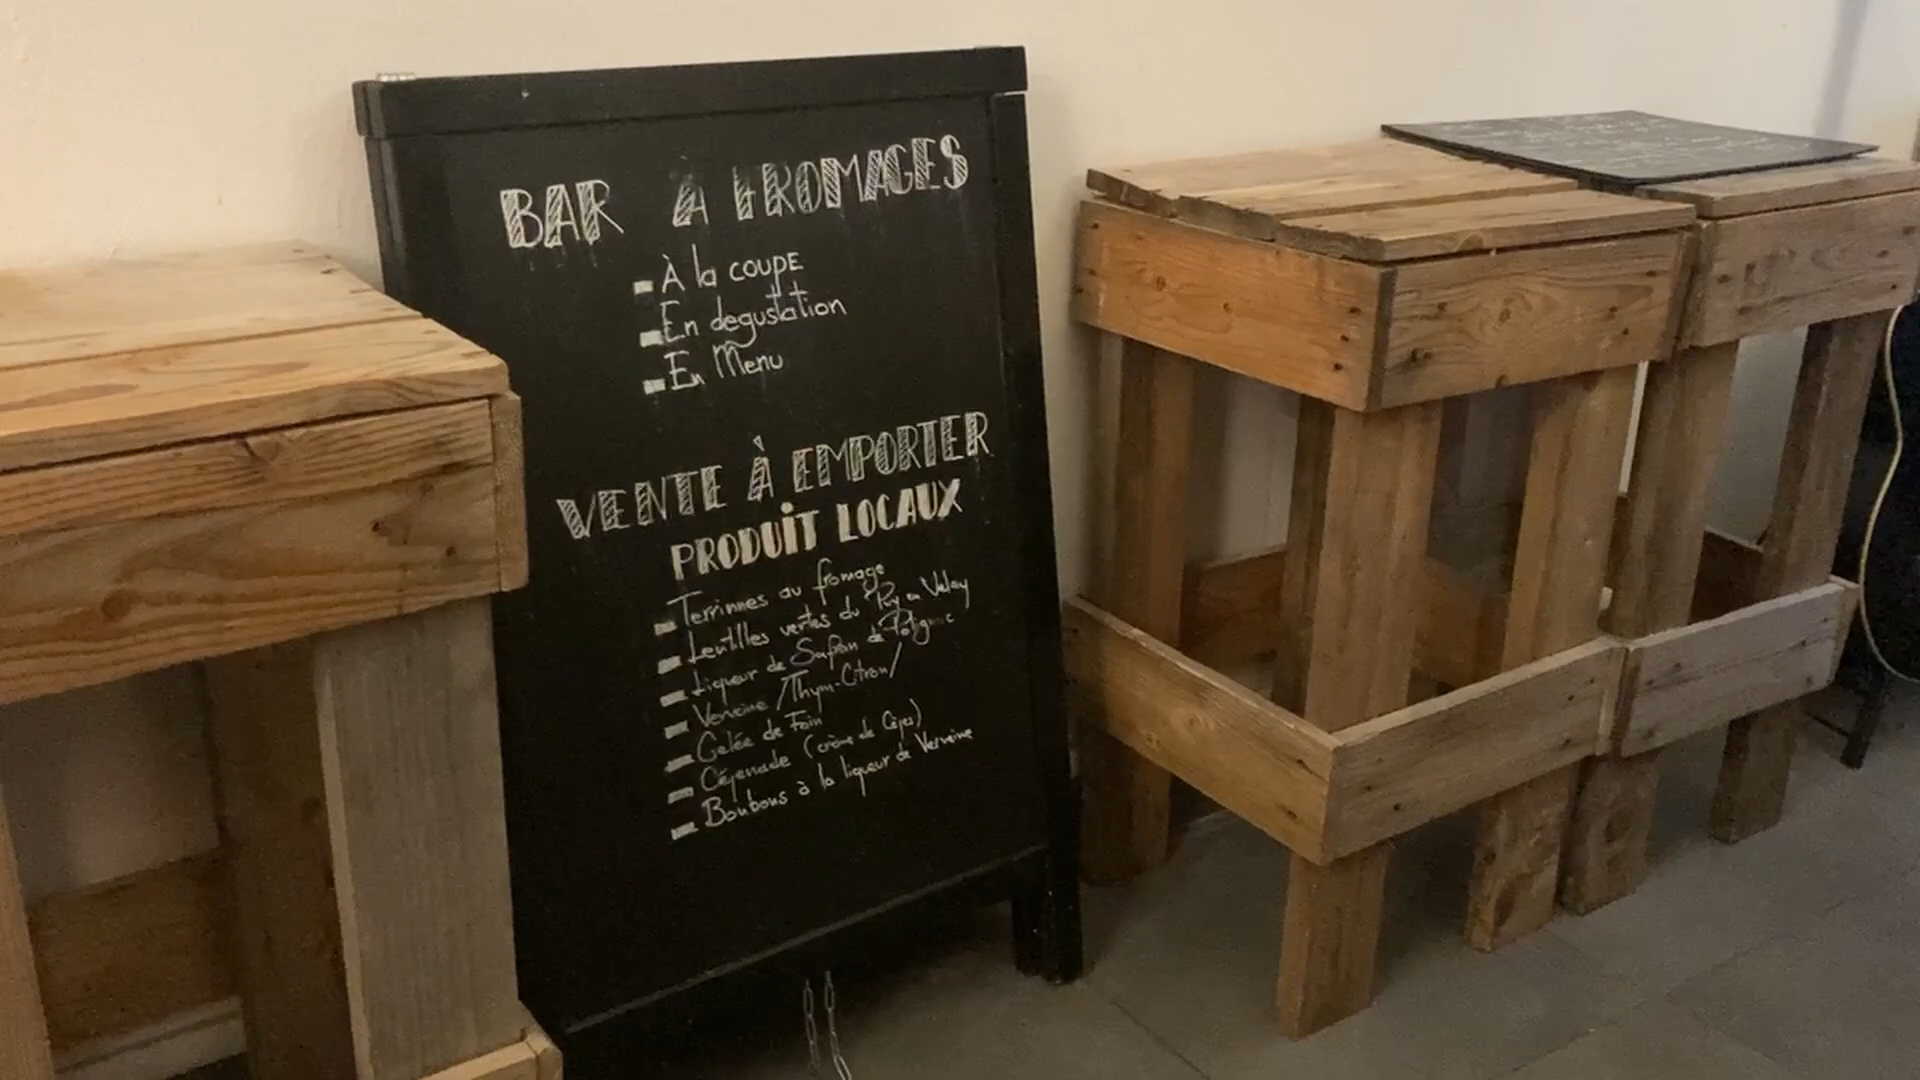 BAR À FROMAGES
À la coupe
En degustation
En Menu
VENTE À EMPORTER
PRODUIT LOCAUX
Terrinnes au fromage
Lentilles vertes du Puy en Velay
Liqueur de Safran de Polignac
Verveine / Thym-Citron /
Gelée de Foin
Cépenade (crème de Cèpes)
Bonbons à la liqueur de Verveine